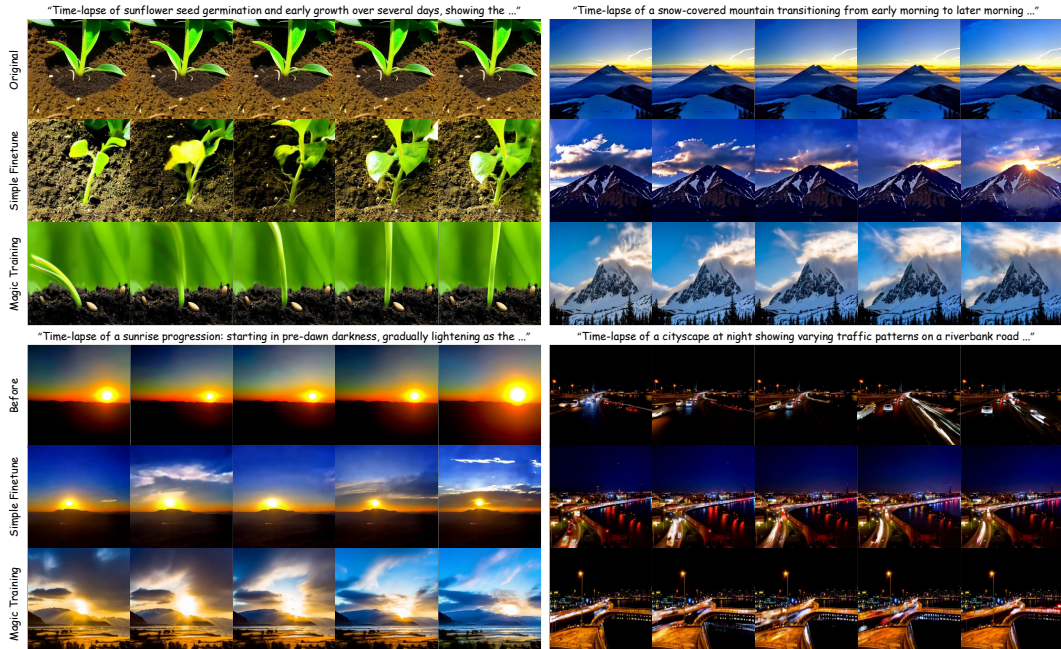 "Time-lapse of sunflower seed germination and early growth over several days, showing the ..."
"Time-lapse of a snow-covered mountain transitioning from early morning to later morning ..."
Original
Simple Finetune
Magic Training
"Time-lapse of a sunrise progression: starting in pre-dawn darkness, gradually lightening as the ..."
"Time-lapse of a cityscape at night showing varying traffic patterns on a riverbank road ..."
Before
Simple Finetune
Magic Training